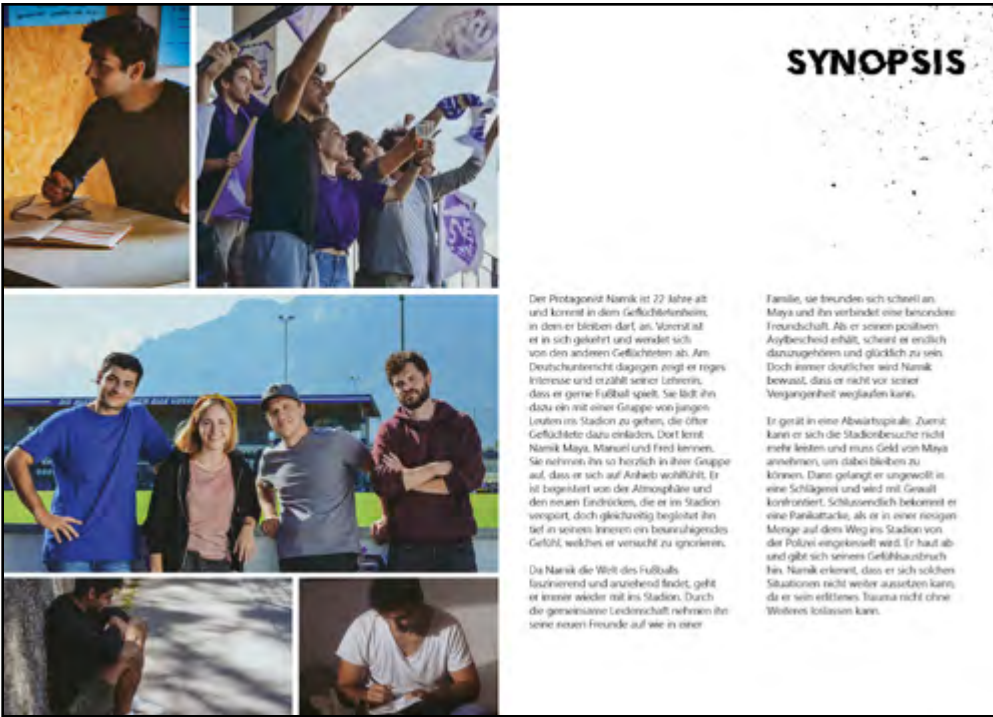 SYNOPSIS
Der Protagonist Namik ist 22 Jahre alt
und kommt in dem Geflüchtetenheim,
in dem er bleiben darf, an. Vorerst ist
er in sich gekehrt und wendet sich
von den anderen Geflüchteten ab. Am
Deutschunterricht dagegen zeigt er reges
Interesse und erzählt seiner Lehrerin,
dass er gerne Fußball spielt. Sie lädt ihn
dazu ein mit einer Gruppe von jungen
Leuten ins Stadion zu gehen, die öfter
Geflüchtete dazu einladen. Dort lernt
Namik Maya, Manuel und Fred kennen.
Sie nehmen ihn so herzlich in ihrer Gruppe
auf, dass er sich auf Anhieb wohlfühlt. Er
ist begeistert von der Atmosphäre und
den neuen Eindrücken, die er im Stadion
verspürt, doch gleichzeitig begleitet ihn
tief in seinem Inneren ein beunruhigendes
Gefühl, welches er versucht zu ignorieren.
Da Namik die Welt des Fußballs
faszinierend und anziehend findet, geht
er immer wieder mit ins Stadion. Durch
die gemeinsame Leidenschaft nehmen ihn
seine neuen Freunde auf wie in einer
Familie, sie freunden sich schnell an.
Maya und ihn verbindet eine besondere
Freundschaft. Als er seinen positiven
Asylbescheid erhält, scheint er endlich
dazuzugehören und glücklich zu sein.
Doch immer deutlicher wird Namik
bewusst, dass er nicht vor seiner
Vergangenheit weglaufen kann.
Er gerät in eine Abwärtsspirale. Zuerst
kann er sich die Stadionbesuche nicht
mehr leisten und muss Geld von Maya
annehmen, um dabei bleiben zu
können. Dann gelangt er ungewollt in
eine Schlägerei und wird mit Gewalt
konfrontiert. Schlussendlich bekommt er
eine Panikattacke, als er in einer riesigen
Menge auf dem Weg ins Stadion von
der Polizei eingekesselt wird. Er haut ab
und gibt sich seinem Gefühlsausbruch
hin. Namik erkennt, dass er sich solchen
Situationen nicht weiter aussetzen kann,
da er sein erlittenes Trauma nicht ohne
Weiteres loslassen kann.